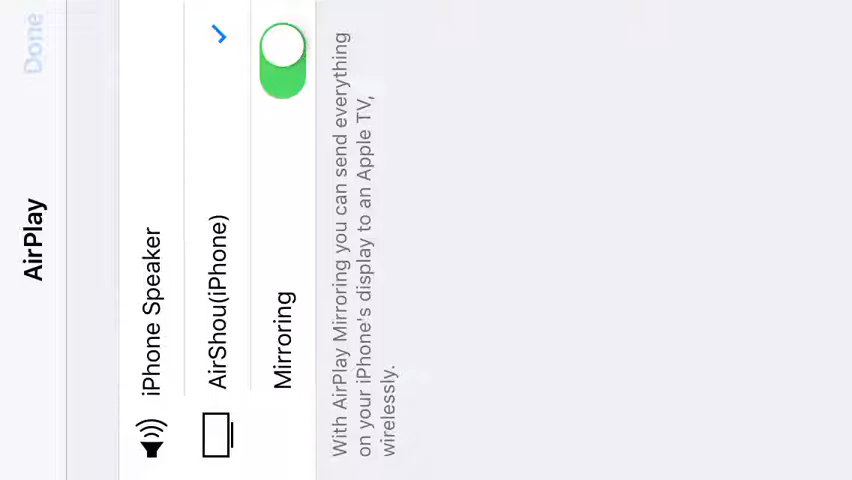 AirPlay
Done
iPhone Speaker
AirShou(iPhone)
Mirroring
With AirPlay Mirroring you can send everything
on your iPhone's display to an Apple TV,
wirelessly.